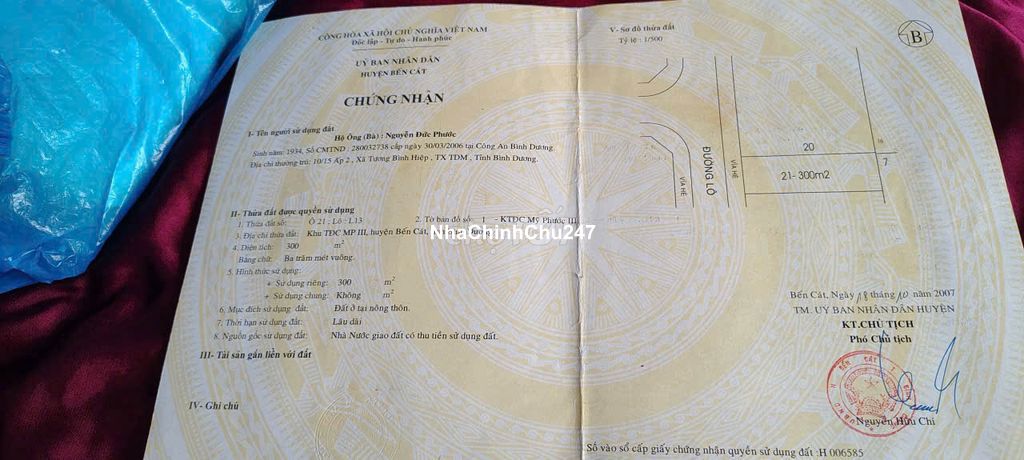 CỘNG HÒA XÃ HỘI CHỦ NGHĨA VIỆT NAM
Độc lập - Tự do - Hạnh phúc
UỶ BAN NHÂN DÂN
HUYỆN BẾN CÁT
CHỨNG NHẬN
I- Tên người sử dụng đất
Hộ Ông (Bà) : Nguyễn Đức Phước
Sinh năm: 1934, Số CMTND : 280032738 cấp ngày 30/03/2006 tại Công An Bình Dương.
Địa chỉ thường trú: 10/15 Ấp 2 , Xã Tương Bình Hiệp , TX TDM , Tỉnh Bình Dương.
II- Thửa đất được quyền sử dụng
1. Thửa đất số: Ô 21 ; Lô - L13 2. Tờ bản đồ số: 1 - KTĐC Mỹ Phước III
3. Địa chỉ thửa đất: Khu TĐC MP III, huyện Bến Cát, Dương
4. Diện tích: 300 m2
Bằng chữ: Ba trăm mét vuông.
5. Hình thức sử dụng:
+ Sử dụng riêng: 300 m2
+ Sử dụng chung: Không m2
6. Mục đích sử dụng đất: Đất ở tại nông thôn.
7. Thời hạn sử dụng đất: Lâu dài
8. Nguồn gốc sử dụng đất: Nhà Nước giao đất có thu tiền sử dụng đất.
III- Tài sản gắn liền với đất
IV- Ghi chú
NhaChinhChu247
V- Sơ đồ thửa đất
Tỷ lệ : 1/500
B
ĐƯỜNG LÔ
VỈA HÈ
VỈA HÈ
20
21- 300m2
7
Bến Cát, Ngày 18 tháng 10 năm 2007
TM. UỶ BAN NHÂN DÂN HUYỆN
KT.CHỦ TỊCH
Phó Chủ tịch
Nguyễn Hữu Chí
Số vào sổ cấp giấy chứng nhận quyền sử dụng đất :H 006585